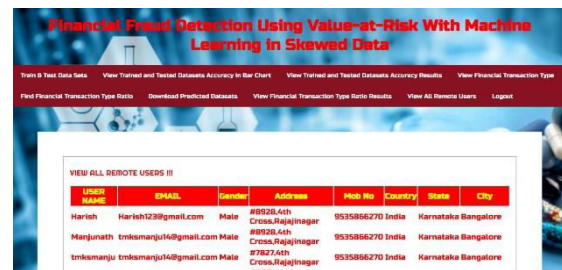 Financial Fraud Detection Using Value-at-Risk With Machine
Learning in Skewed Data
Train & Test Data Sets View Trained and Tested Datasets Accuracy in Bar Chart View Trained and Tested Datasets Accuracy Results View Financial Transaction Type
Find Financial Transaction Type Ratio Download Predicted Datasets View Financial Transaction Type Ratio Results View All Remote Users Logout
VIEW ALL REMOTE USERS !!!
USER NAME EMAIL Gender Address Mob No Country State City
Harish Harish123@gmail.com Male #8928,4th Cross,Rajajinagar 9535866270 India Karnataka Bangalore
Manjunath tmksmanju14@gmail.com Male #8928,4th Cross,Rajajinagar 9535866270 India Karnataka Bangalore
tmksmanju tmksmanju14@gmail.com Male #7827,4th Cross,Rajajinagar 9535866270 India Karnataka Bangalore